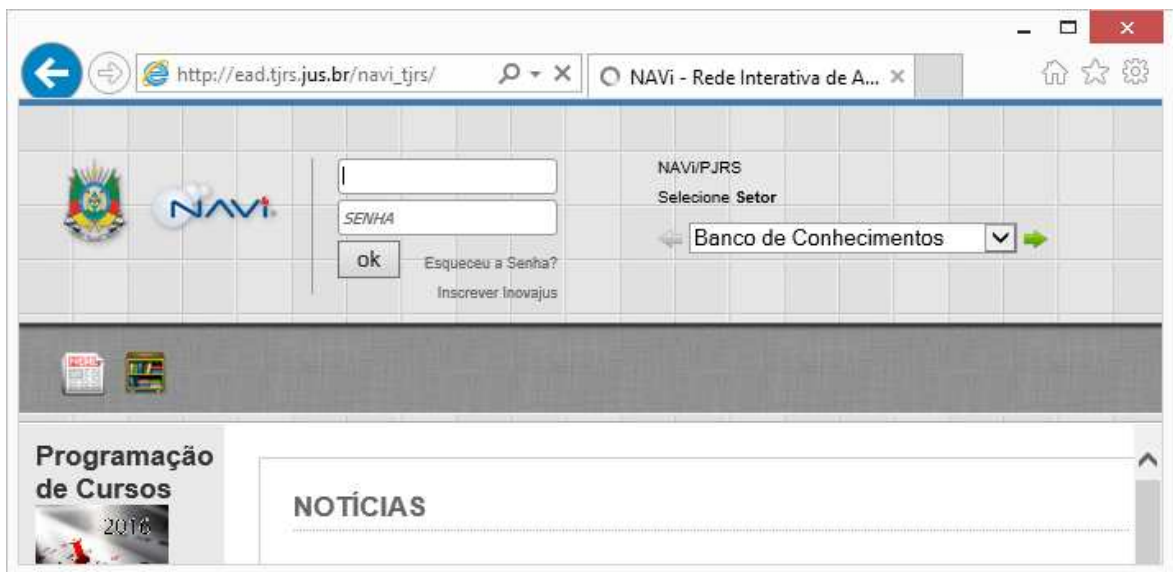 http://ead.tjrs.jus.br/navi_tjrs/
NAVi - Rede Interativa de A...
NAVi
SENHA
ok
Esqueceu a Senha?
Inscrever Inovajus
NAVi/PJRS
Selecione Setor
Banco de Conhecimentos
Programação
de Cursos
2016
NOTÍCIAS